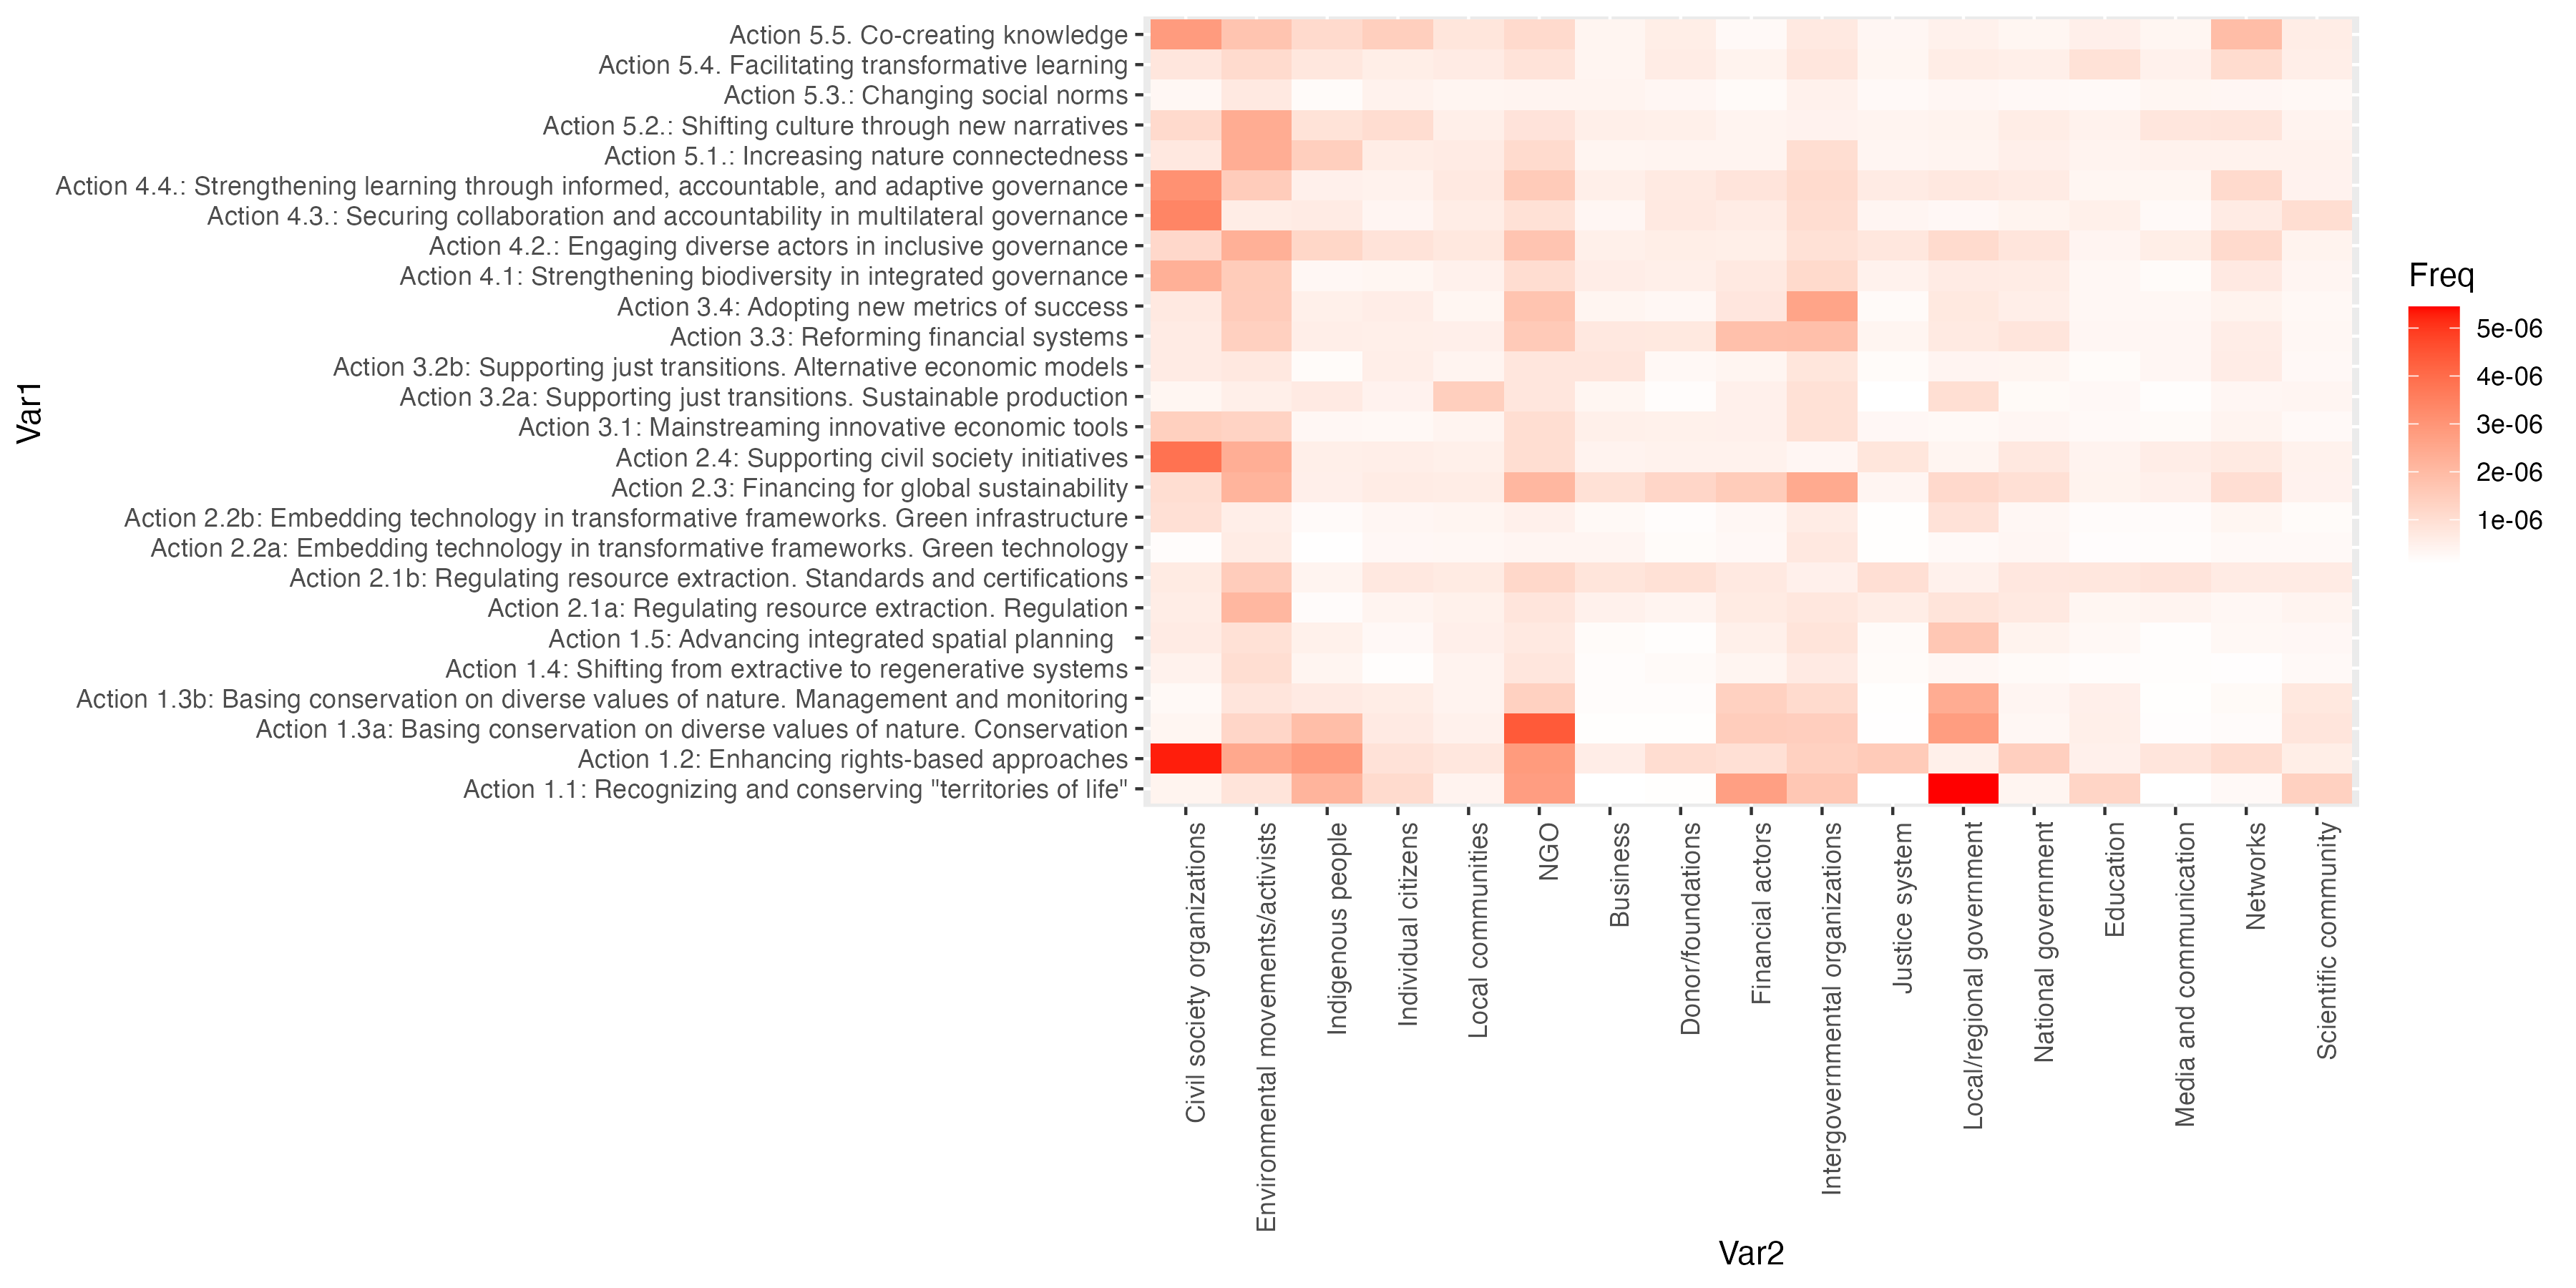 Action 5.5. Co-creating knowledge
Action 5.4. Facilitating transformative learning
Action 5.3.: Changing social norms
Action 5.2.: Shifting culture through new narratives
Action 5.1.: Increasing nature connectedness
Action 4.4.: Strengthening learning through informed, accountable, and adaptive governance
Action 4.3.: Securing collaboration and accountability in multilateral governance
Action 4.2.: Engaging diverse actors in inclusive governance
Action 4.1: Strengthening biodiversity in integrated governance
Action 3.4: Adopting new metrics of success
Action 3.3: Reforming financial systems
Action 3.2b: Supporting just transitions. Alternative economic models
Action 3.2a: Supporting just transitions. Sustainable production
Action 3.1: Mainstreaming innovative economic tools
Action 2.4: Supporting civil society initiatives
Action 2.3: Financing for global sustainability
Action 2.2b: Embedding technology in transformative frameworks. Green infrastructure
Action 2.2a: Embedding technology in transformative frameworks. Green technology
Action 2.1b: Regulating resource extraction. Standards and certifications
Action 2.1a: Regulating resource extraction. Regulation
Action 1.5: Advancing integrated spatial planning
Action 1.4: Shifting from extractive to regenerative systems
Action 1.3b: Basing conservation on diverse values of nature. Management and monitoring
Action 1.3a: Basing conservation on diverse values of nature. Conservation
Action 1.2: Enhancing rights-based approaches
Action 1.1: Recognizing and conserving "territories of life"
Var1
Civil society organizations
Environmental movements/activists
Indigenous people
Individual citizens
Local communities
NGO
Business
Donor/foundations
Financial actors
Intergovernmental organizations
Justice system
Local/regional government
National government
Education
Media and communication
Networks
Scientific community
Var2
Freq
5e-06
4e-06
3e-06
2e-06
1e-06